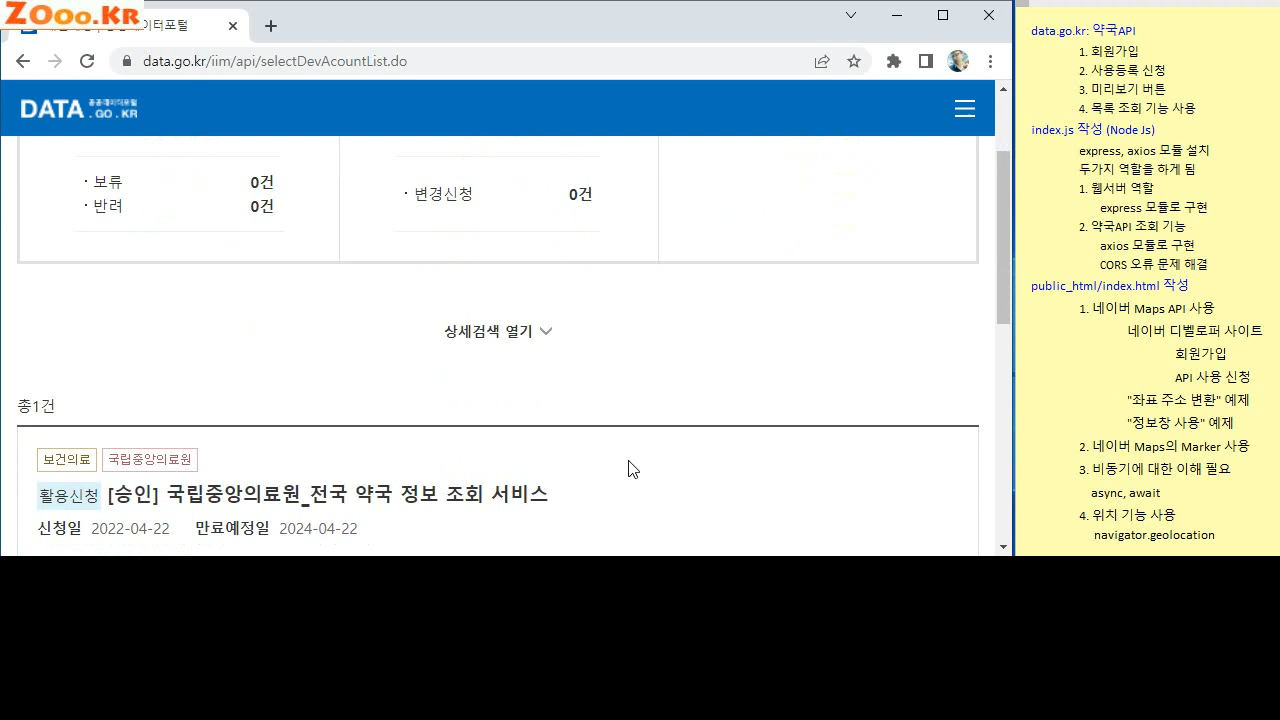 ZOoo.KR
이터포털
data.go.kr/iim/api/selectDevAcountList.do
DATA 공공데이터포털 .GO.KR
· 보류 0건
· 반려 0건
· 변경신청 0건
상세검색 열기
총1건
보건의료 국립중앙의료원
활용신청 [승인] 국립중앙의료원_전국 약국 정보 조회 서비스
신청일 2022-04-22 만료예정일 2024-04-22
data.go.kr: 약국API
1. 회원가입
2. 사용등록 신청
3. 미리보기 버튼
4. 목록 조회 기능 사용
index.js 작성 (Node Js)
express, axios 모듈 설치
두가지 역할을 하게 됨
1. 웹서버 역할
express 모듈로 구현
2. 약국API 조회 기능
axios 모듈로 구현
CORS 오류 문제 해결
public_html/index.html 작성
1. 네이버 Maps API 사용
네이버 디벨로퍼 사이트
회원가입
API 사용 신청
"좌표 주소 변환" 예제
"정보창 사용" 예제
2. 네이버 Maps의 Marker 사용
3. 비동기에 대한 이해 필요
async, await
4. 위치 기능 사용
navigator.geolocation